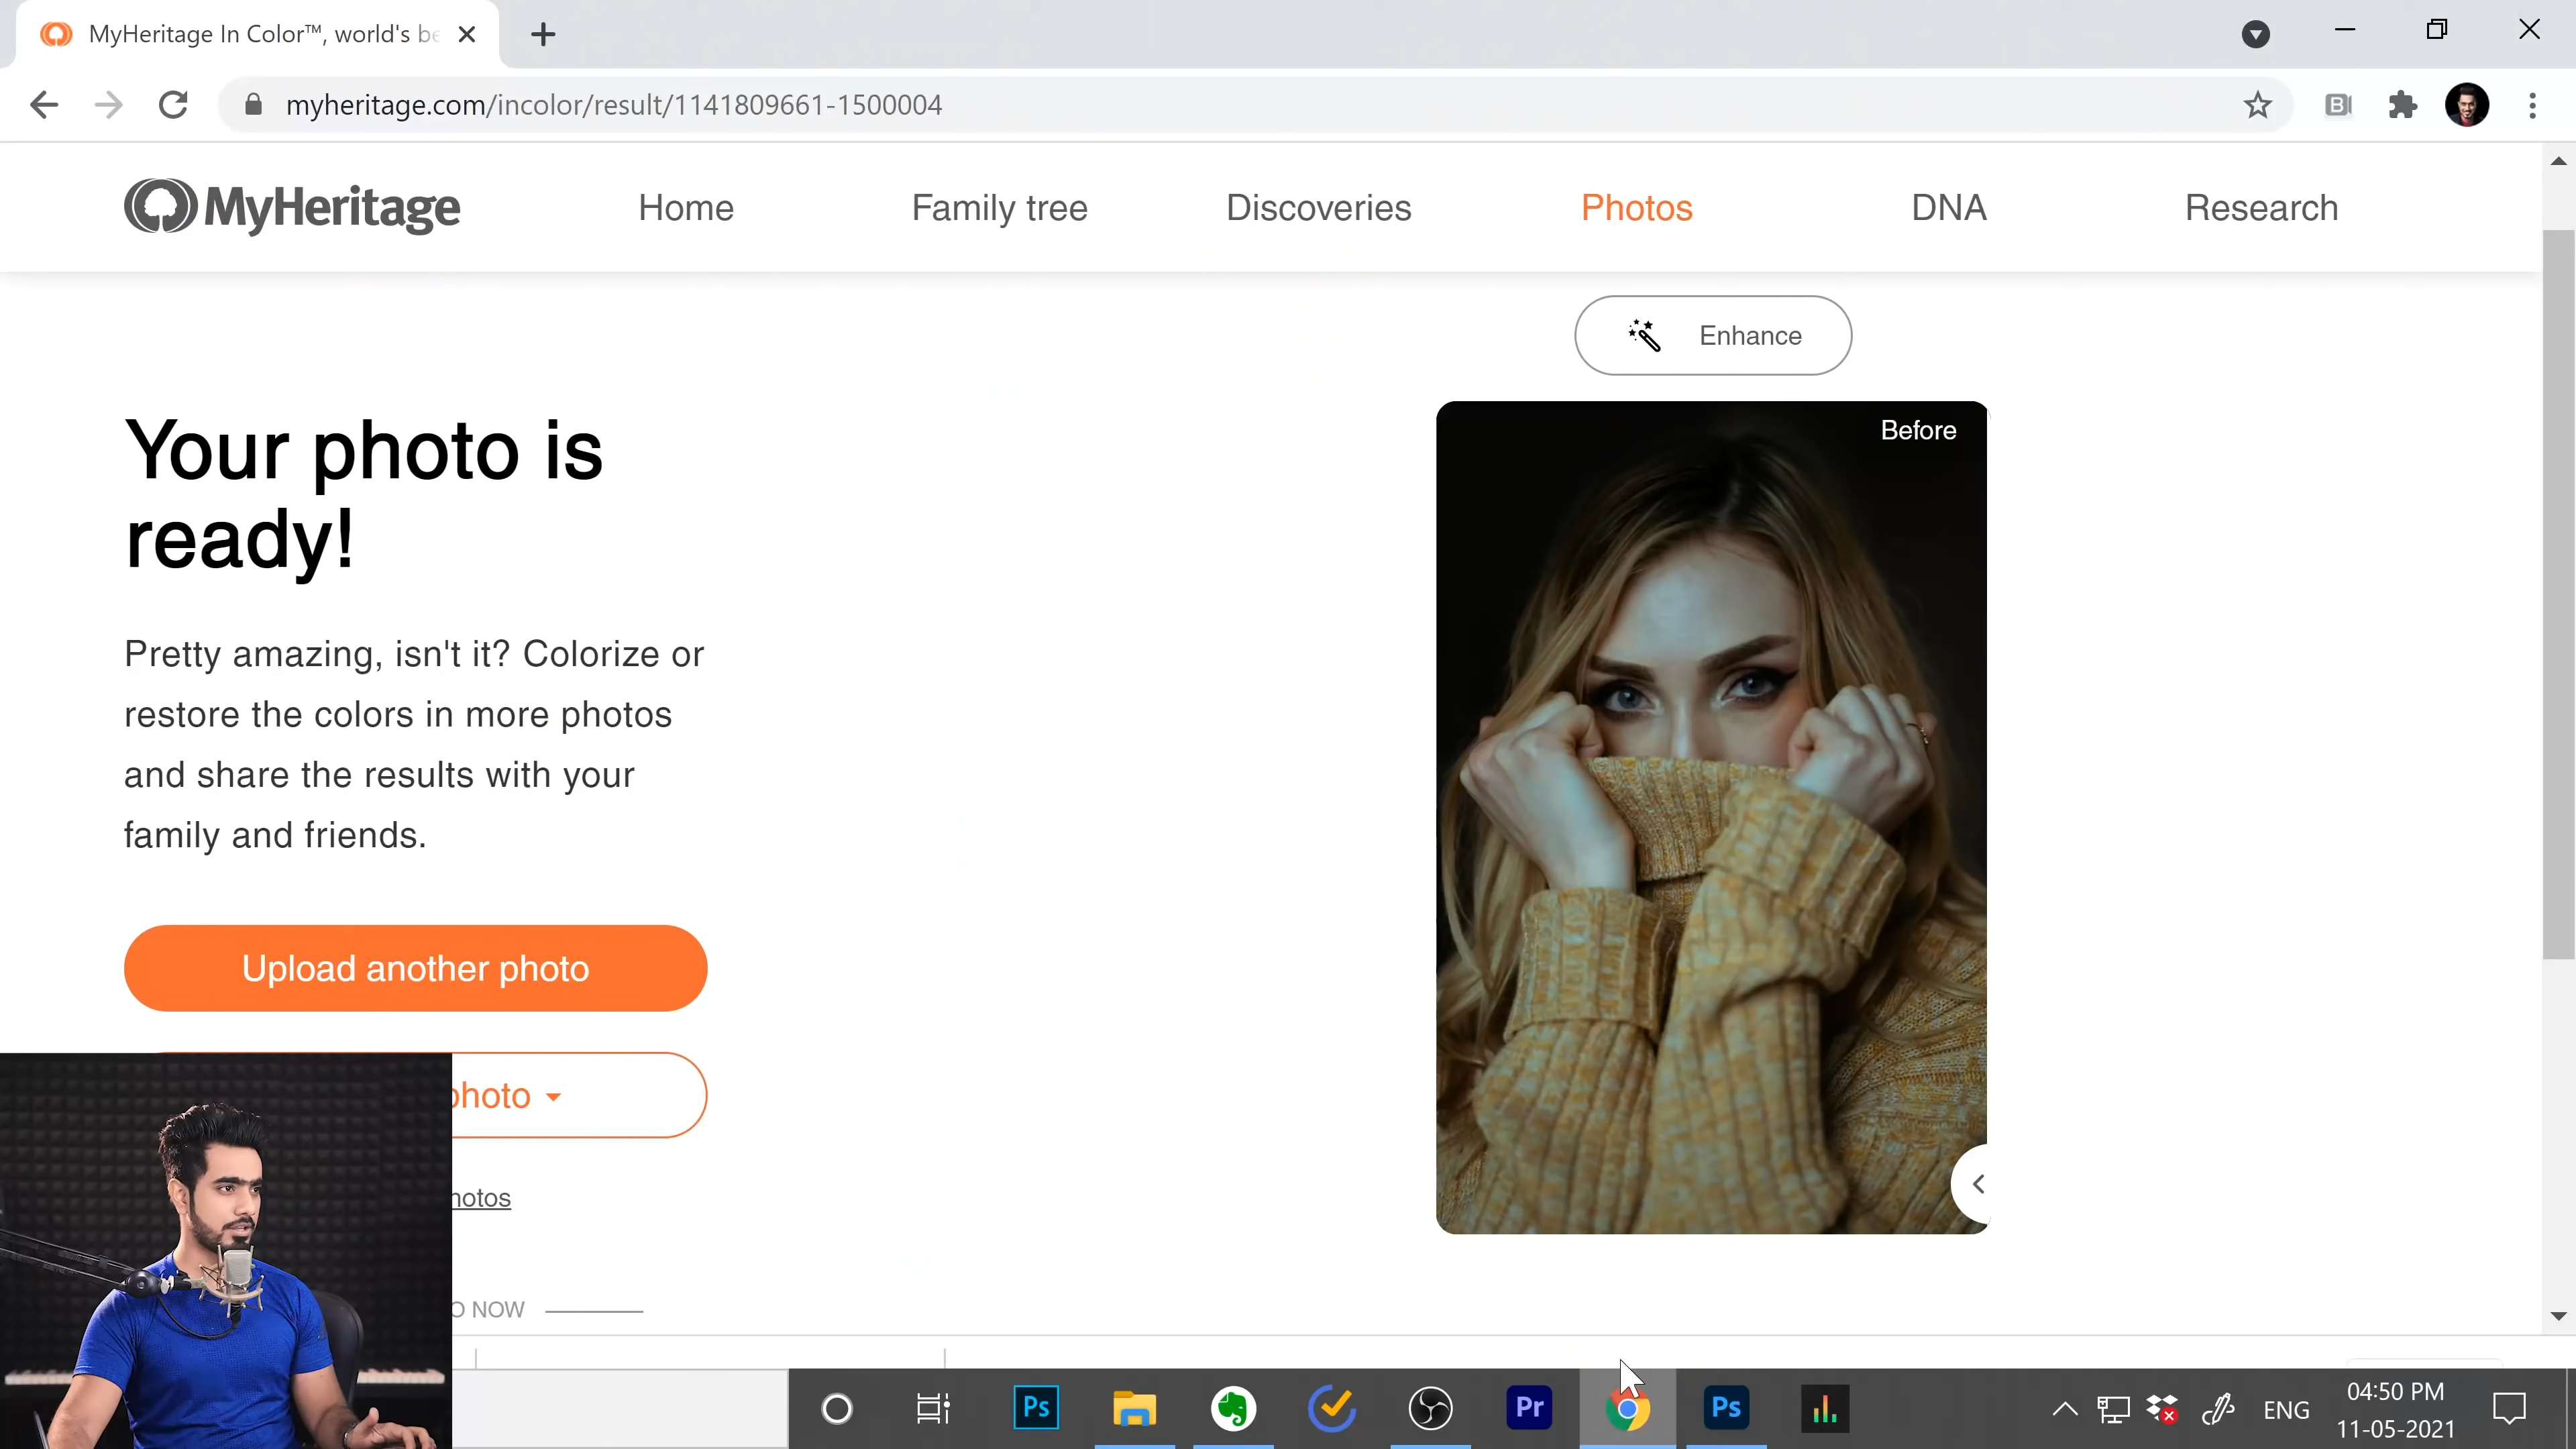 MyHeritage In Color™, world's be
myheritage.com/incolor/result/1141809661-1500004
MyHeritage
Home
Family tree
Discoveries
Photos
DNA
Research
Enhance
Before
Your photo is
ready!
Pretty amazing, isn't it? Colorize or
restore the colors in more photos
and share the results with your
family and friends.
Upload another photo
photo
hotos
O NOW
Ps
Pr
Ps
ENG
04:50 PM
11-05-2021